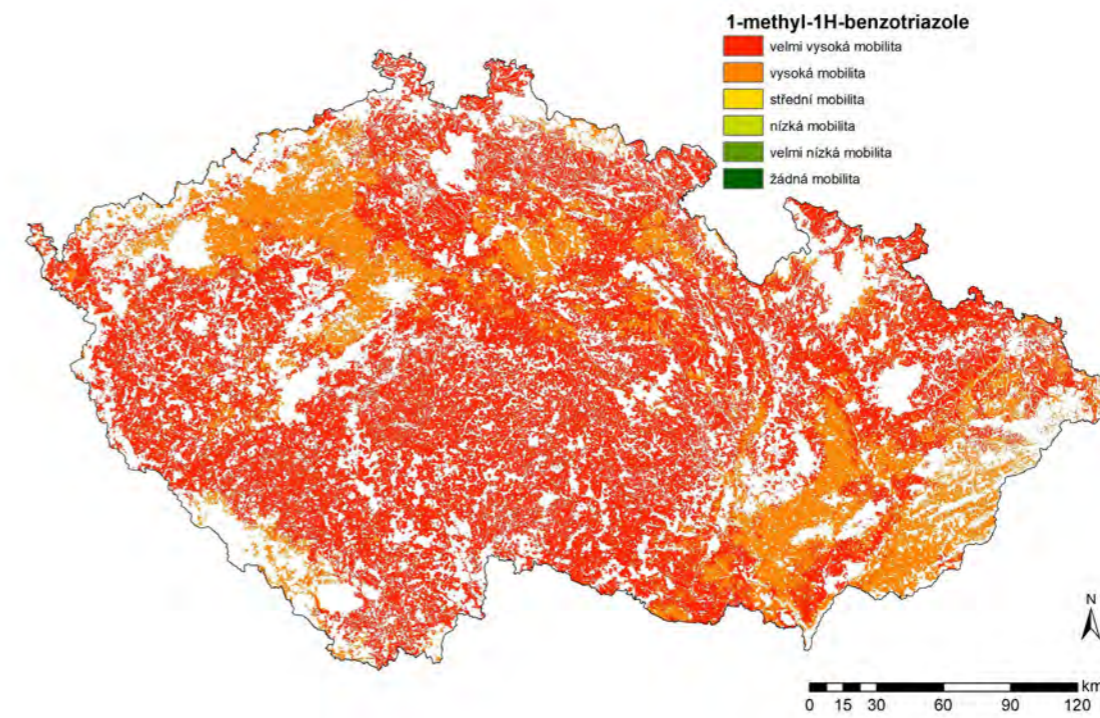 1-methyl-1H-benzotriazole
velmi vysoká mobilita
vysoká mobilita
střední mobilita
nízká mobilita
velmi nízká mobilita
žádná mobilita
N
km
0 15 30 60 90 120